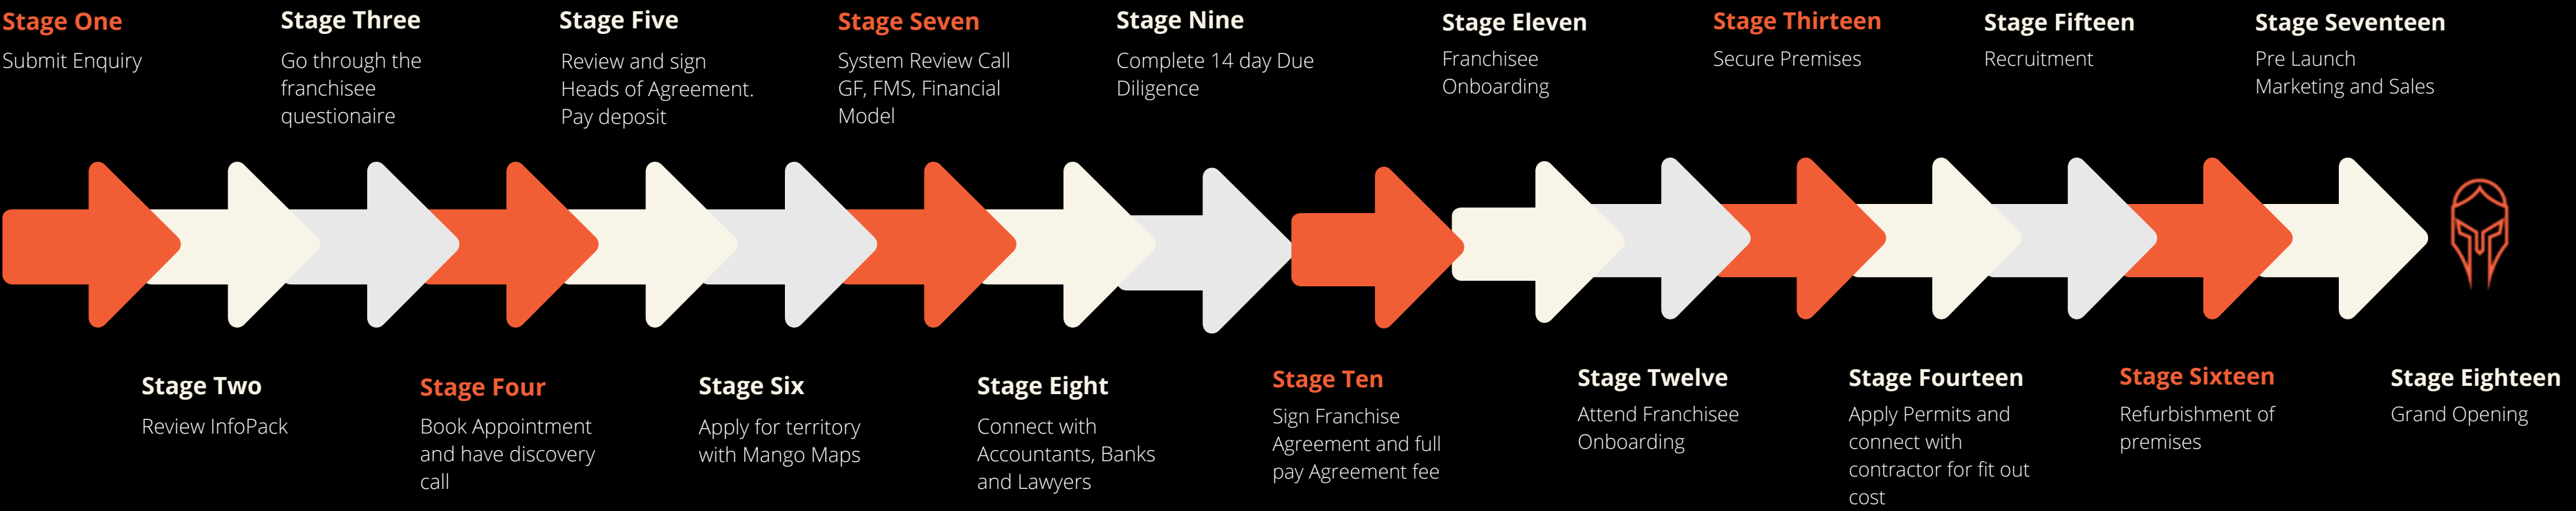 Stage One
Submit Enquiry
Stage Two
Review InfoPack
Stage Three
Go through the
franchisee
questionaire
Stage Four
Book Appointment
and have discovery
call
Stage Five
Review and sign
Heads of Agreement.
Pay deposit
Stage Six
Apply for territory
with Mango Maps
Stage Seven
System Review Call
GF, FMS, Financial
Model
Stage Eight
Connect with
Accountants, Banks
and Lawyers
Stage Nine
Complete 14 day Due
Diligence
Stage Ten
Sign Franchise
Agreement and full
pay Agreement fee
Stage Eleven
Franchisee
Onboarding
Stage Twelve
Attend Franchisee
Onboarding
Stage Thirteen
Secure Premises
Stage Fourteen
Apply Permits and
connect with
contractor for fit out
cost
Stage Fifteen
Recruitment
Stage Sixteen
Refurbishment of
premises
Stage Seventeen
Pre Launch
Marketing and Sales
Stage Eighteen
Grand Opening